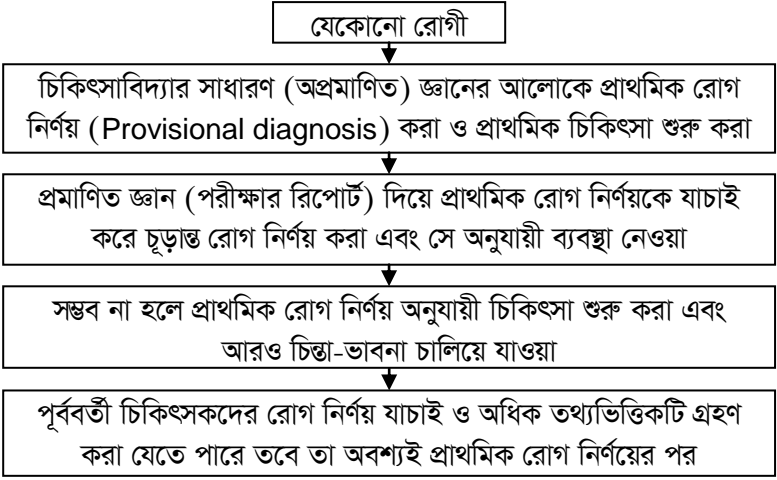 যেকোনো রোগী
চিকিৎসাবিদ্যার সাধারণ (অপ্রমাণিত) জ্ঞানের আলোকে প্রাথমিক রোগ
নির্ণয় (Provisional diagnosis) করা ও প্রাথমিক চিকিৎসা শুরু করা
প্রমাণিত জ্ঞান (পরীক্ষার রিপোর্ট) দিয়ে প্রাথমিক রোগ নির্ণয়কে যাচাই
করে চূড়ান্ত রোগ নির্ণয় করা এবং সে অনুযায়ী ব্যবস্থা নেওয়া
সম্ভব না হলে প্রাথমিক রোগ নির্ণয় অনুযায়ী চিকিৎসা শুরু করা এবং
আরও চিন্তা-ভাবনা চালিয়ে যাওয়া
পূর্ববর্তী চিকিৎসকদের রোগ নির্ণয় যাচাই ও অধিক তথ্যভিত্তিকটি গ্রহণ
করা যেতে পারে তবে তা অবশ্যই প্রাথমিক রোগ নির্ণয়ের পর